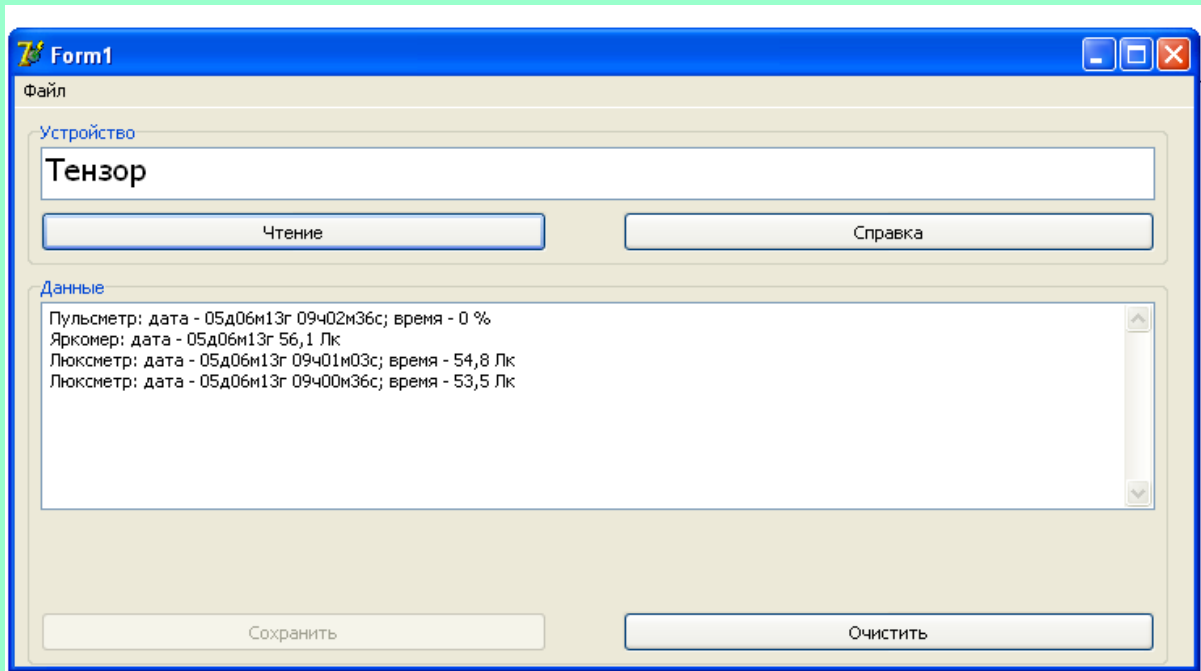 Form1
Файл
Устройство
Тензор
Чтение
Справка
Данные
Пульсметр: дата - 05д06м13г 09ч02м36с; время - 0 %
Яркомер: дата - 05д06м13г 56,1 Лк
Люксметр: дата - 05д06м13г 09ч01м03с; время - 54,8 Лк
Люксметр: дата - 05д06м13г 09ч00м36с; время - 53,5 Лк
Сохранить
Очистить